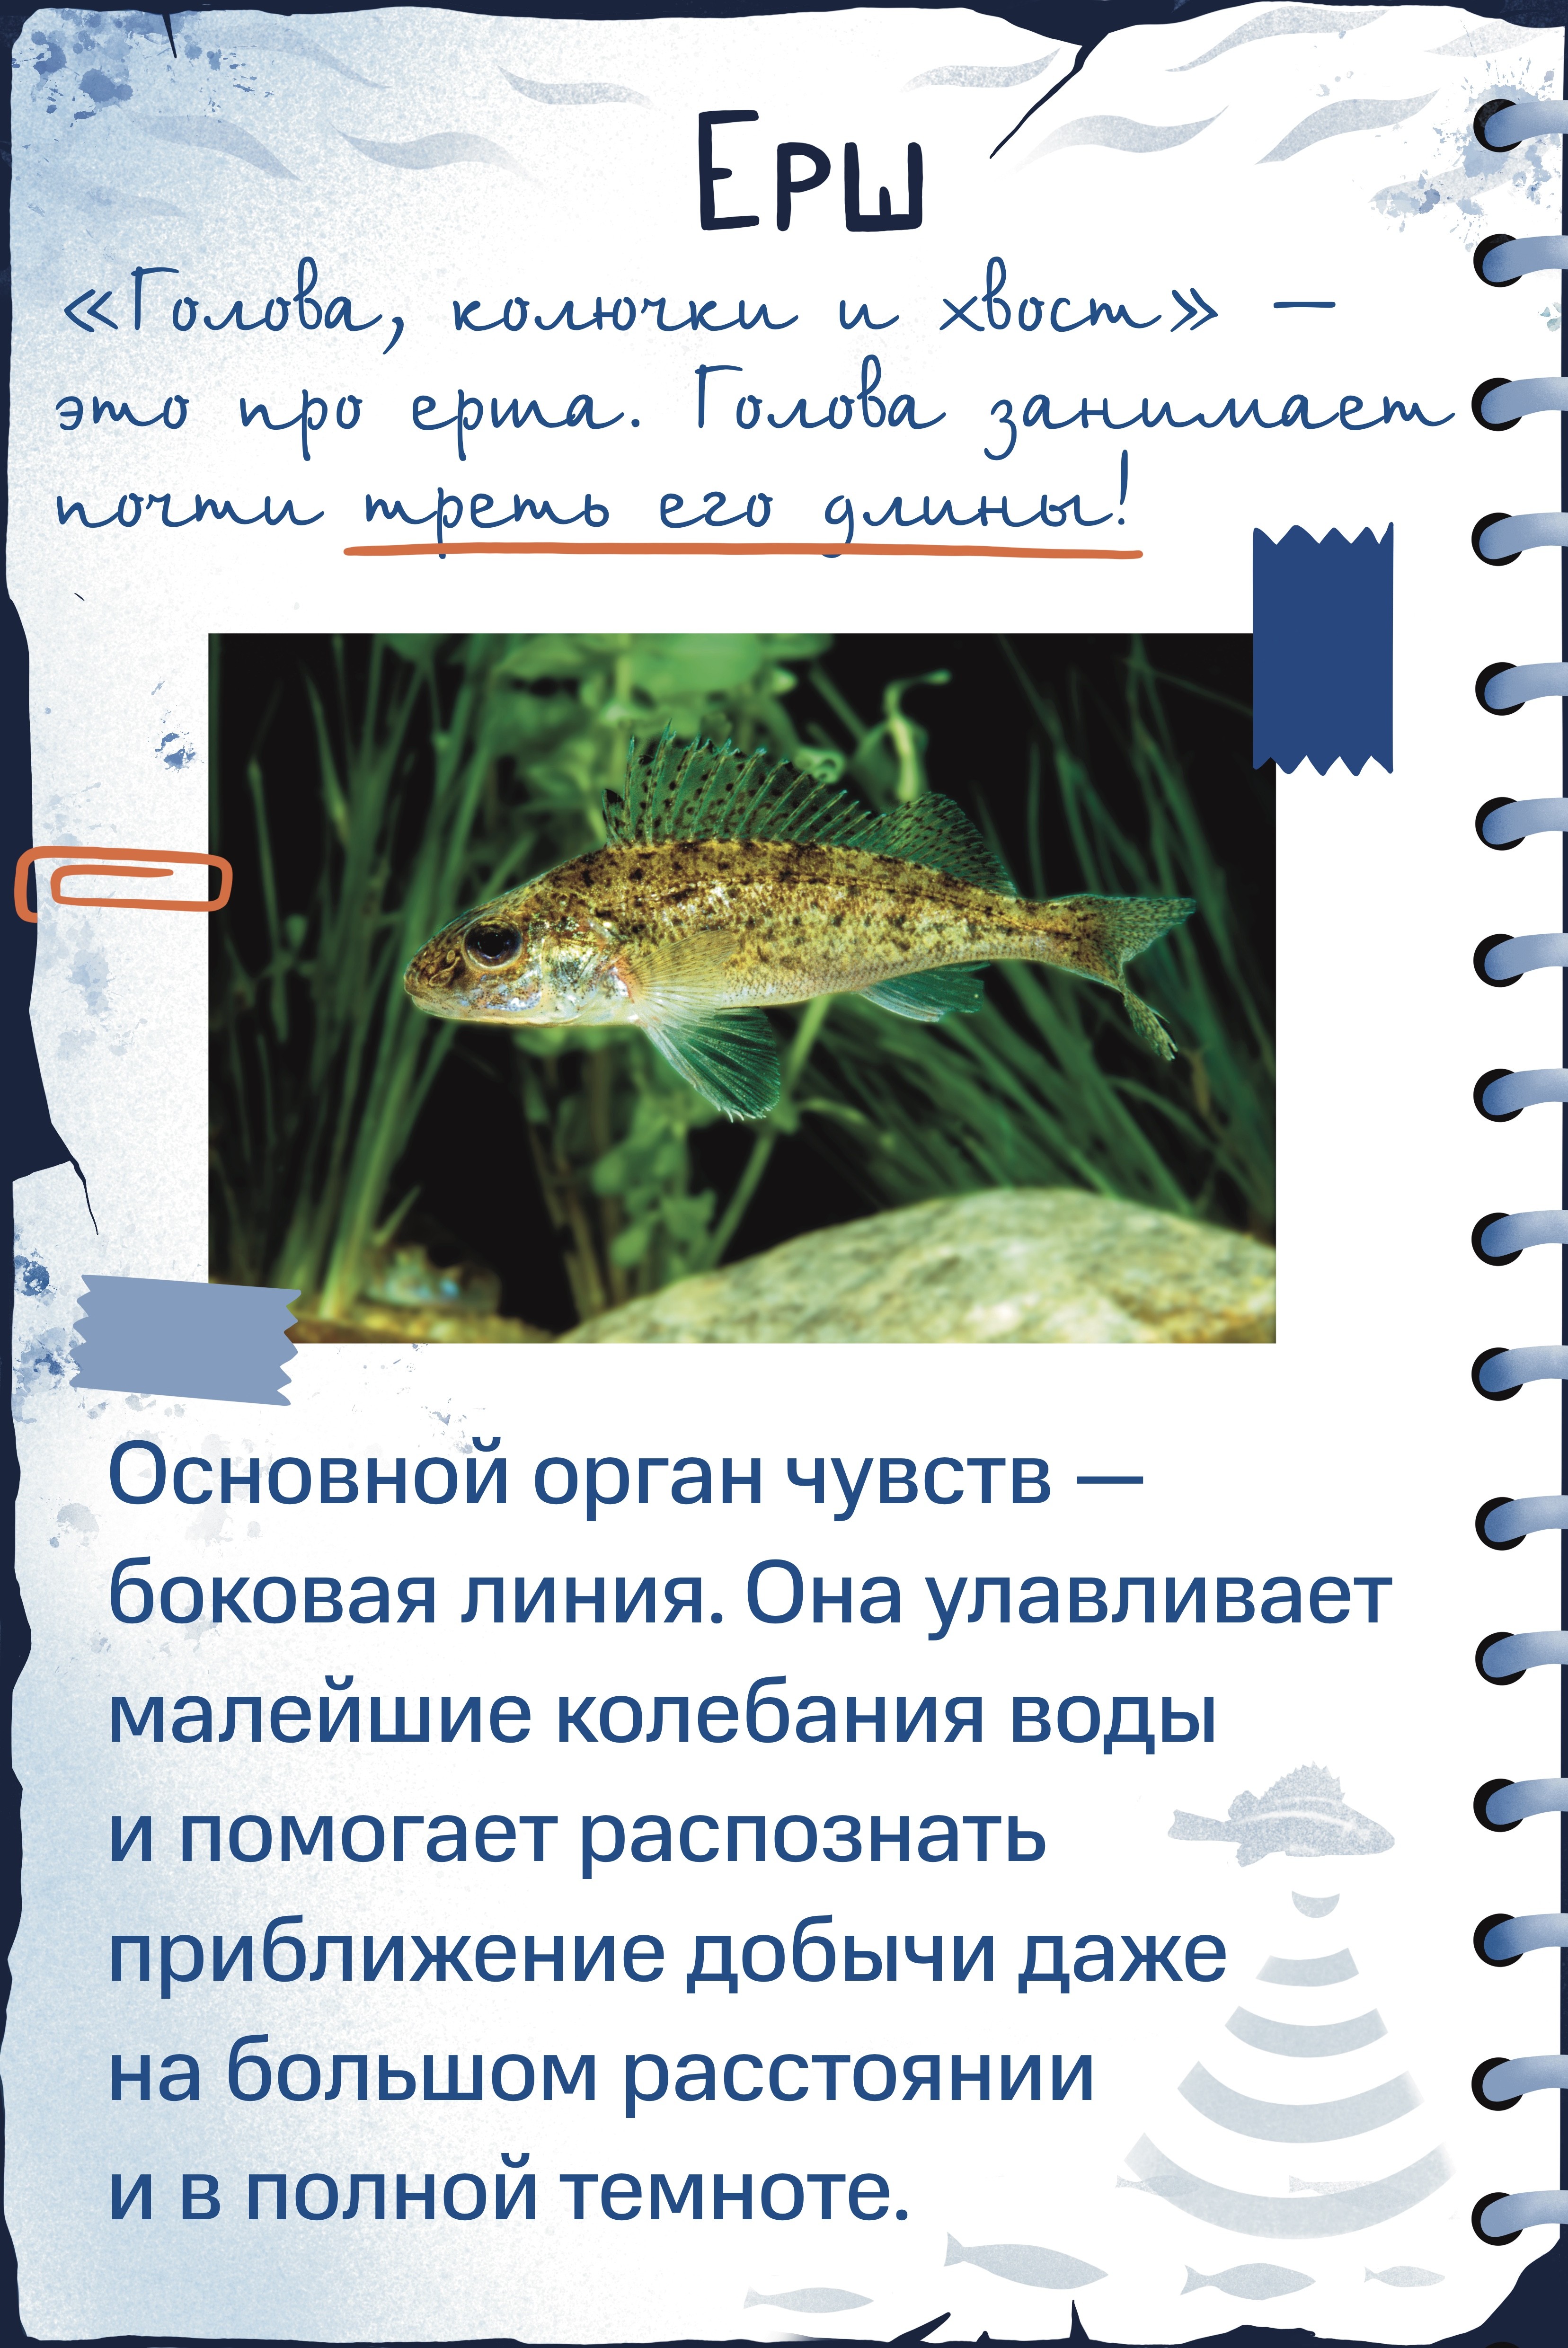 Ерш
«Голова, колючки и хвост» —
это про ерша. Голова занимает
почти треть его длины!
Основной орган чувств —
боковая линия. Она улавливает
малейшие колебания воды
и помогает распознать
приближение добычи даже
на большом расстоянии
и в полной темноте.